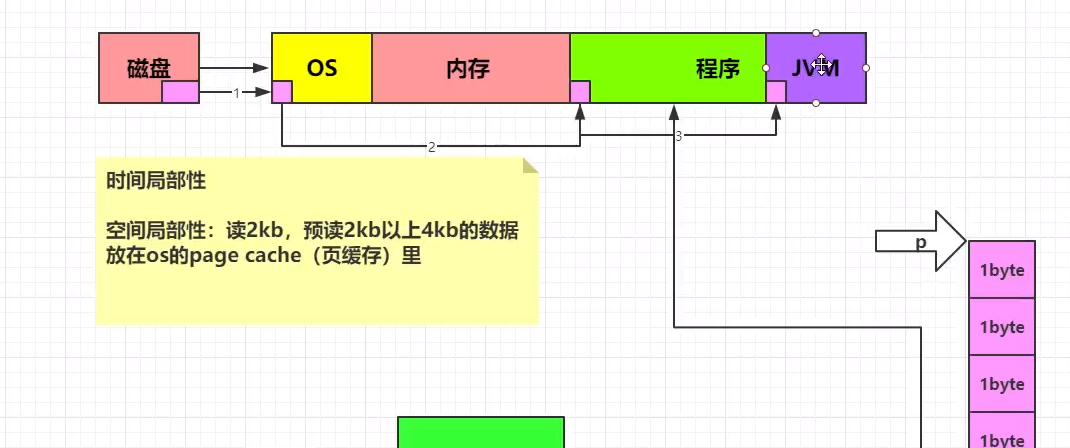 磁盘
OS
内存
程序
JVM
1
2
3
时间局部性
空间局部性：读2kb，预读2kb以上4kb的数据
放在os的page cache（页缓存）里
p
1byte
1byte
1byte
1byte